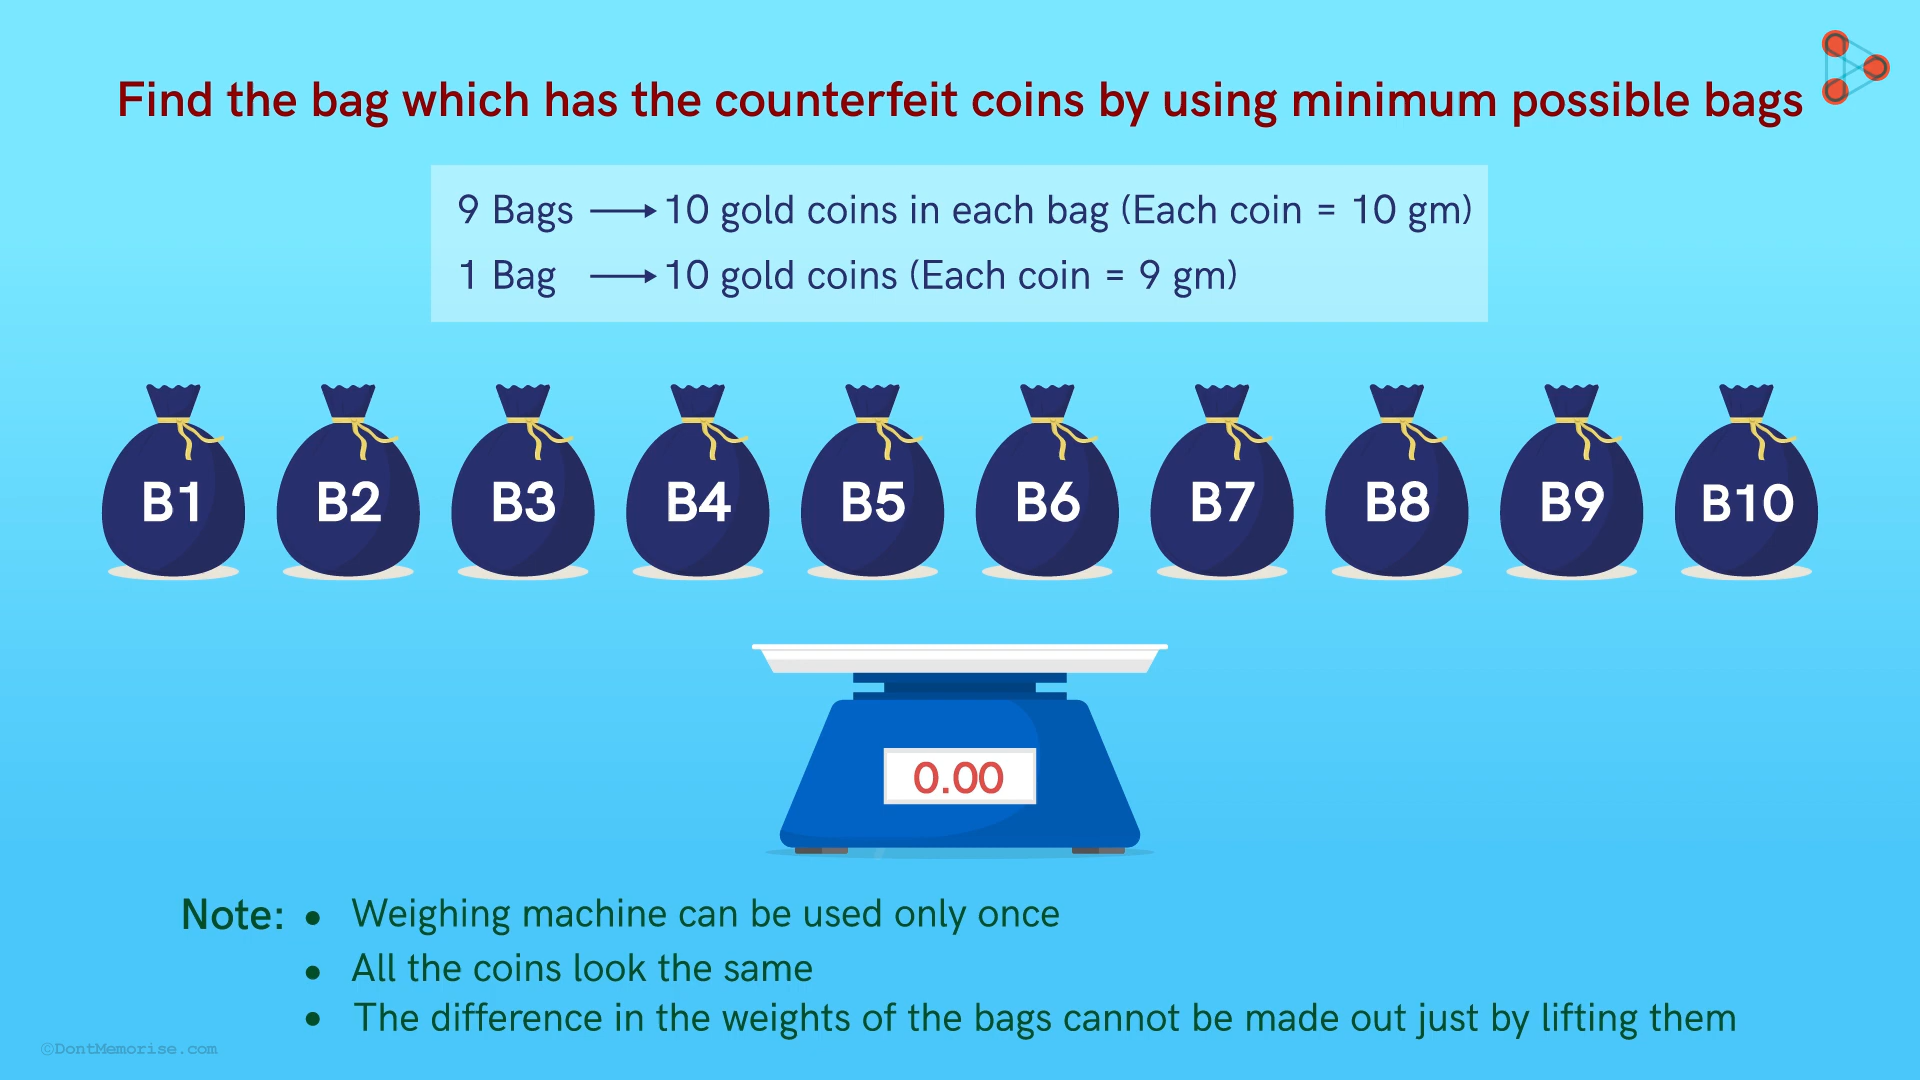 Find the bag which has the counterfeit coins by using minimum possible bags
9 Bags → 10 gold coins in each bag (Each coin = 10 gm)
1 Bag → 10 gold coins (Each coin = 9 gm)
B1 B2 B3 B4 B5 B6 B7 B8 B9 B10
0.00
Note: • Weighing machine can be used only once
• All the coins look the same
• The difference in the weights of the bags cannot be made out just by lifting them
©DontMemorise.com